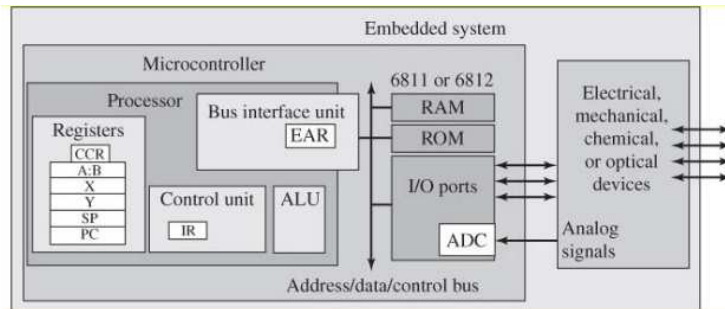 Embedded system
Microcontroller
6811 or 6812
Processor
Bus interface unit
EAR
Registers
CCR
A:B
X
Y
SP
PC
Control unit
IR
ALU
RAM
ROM
I/O ports
ADC
Address/data/control bus
Electrical,
mechanical,
chemical,
or optical
devices
Analog
signals